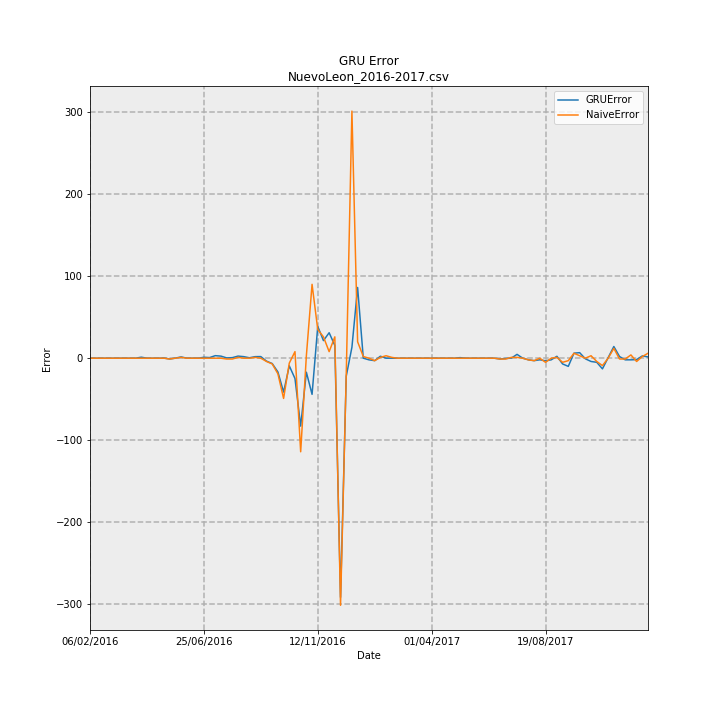 GRU Error
NuevoLeon_2016-2017.csv
GRUError
NaiveError
300
200
100
0
−100
−200
−300
Error
06/02/2016
25/06/2016
12/11/2016
01/04/2017
19/08/2017
Date